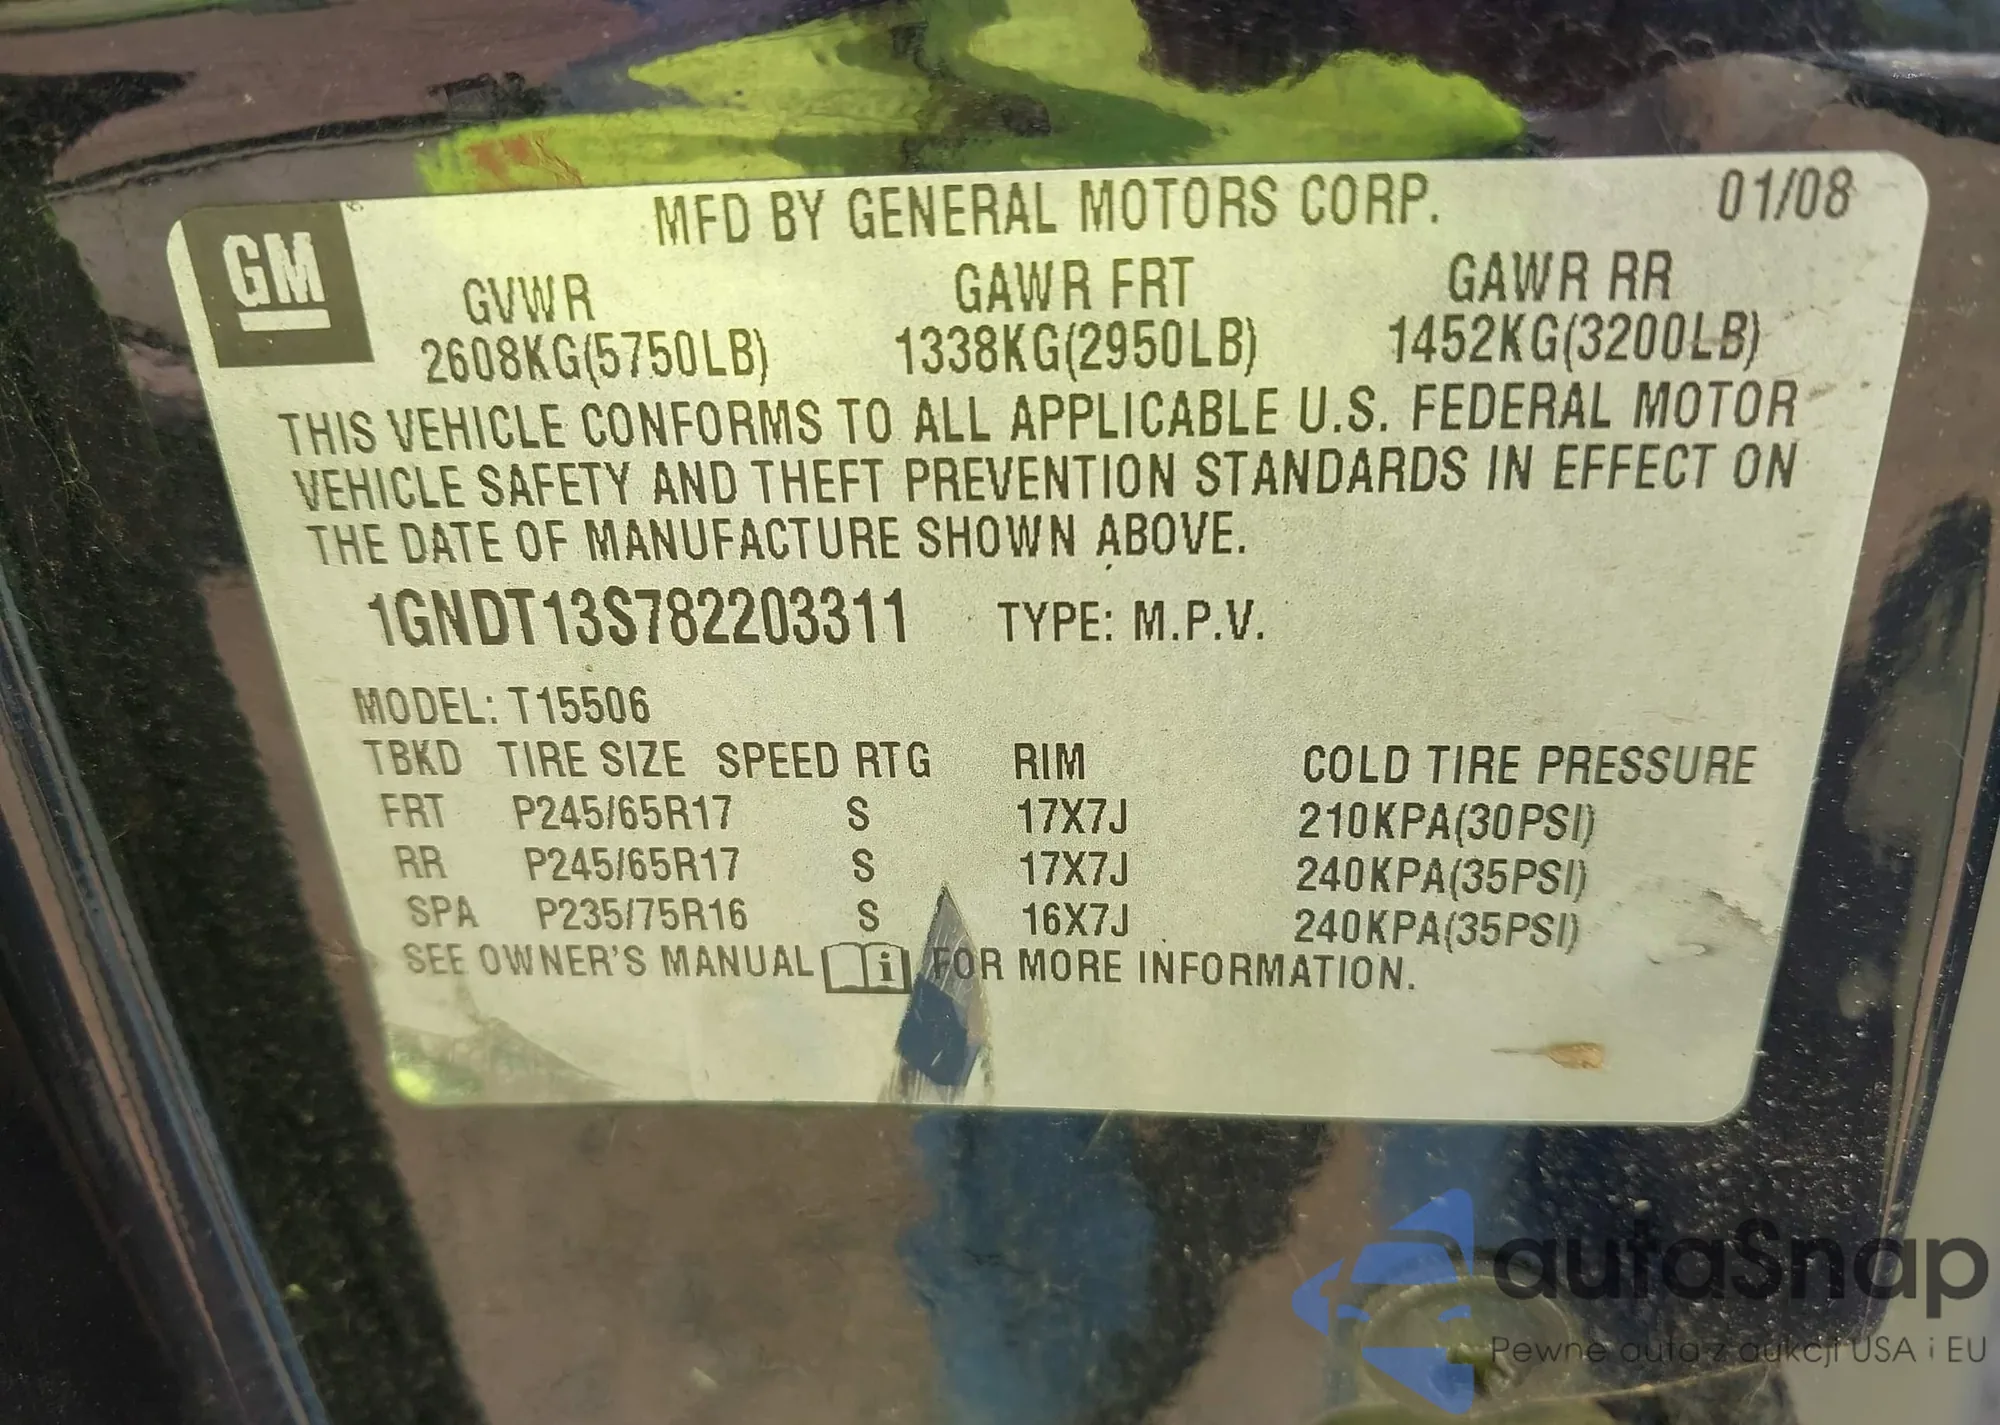 GM
MFD BY GENERAL MOTORS CORP. 01/08
GVWR GAWR FRT GAWR RR
2608KG(5750LB) 1338KG(2950LB) 1452KG(3200LB)
THIS VEHICLE CONFORMS TO ALL APPLICABLE U.S. FEDERAL MOTOR
VEHICLE SAFETY AND THEFT PREVENTION STANDARDS IN EFFECT ON
THE DATE OF MANUFACTURE SHOWN ABOVE.
1GNDT13S782203311 TYPE: M.P.V.
MODEL: T15506
TBKD TIRE SIZE SPEED RTG RIM COLD TIRE PRESSURE
FRT P245/65R17 S 17X7J 210KPA(30PSI)
RR P245/65R17 S 17X7J 240KPA(35PSI)
SPA P235/75R16 S 16X7J 240KPA(35PSI)
SEE OWNER'S MANUAL i FOR MORE INFORMATION.
autaSnap
Pewne auta z aukcji USA i EU